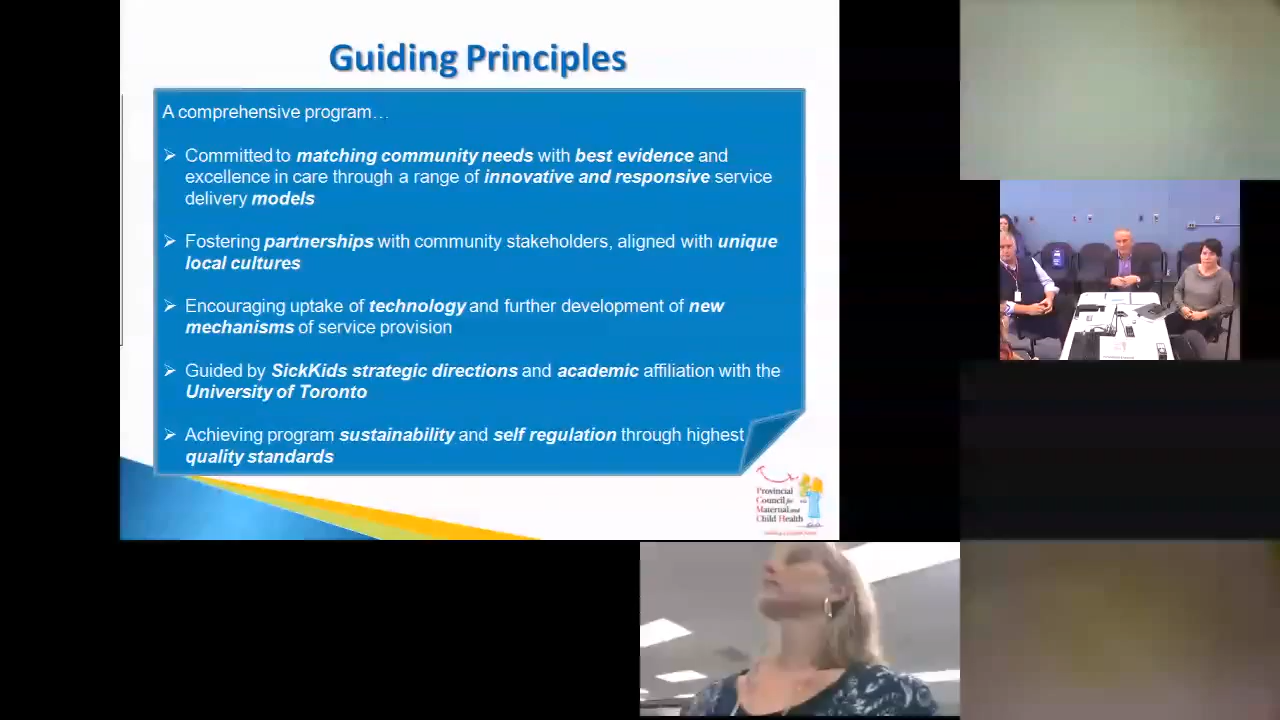 Guiding Principles
A comprehensive program…
Committed to matching community needs with best evidence and
excellence in care through a range of innovative and responsive service
delivery models
Fostering partnerships with community stakeholders, aligned with unique
local cultures
Encouraging uptake of technology and further development of new
mechanisms of service provision
Guided by SickKids strategic directions and academic affiliation with the
University of Toronto
Achieving program sustainability and self regulation through highest
quality standards
Provincial
Council for
Maternal and
Child Health